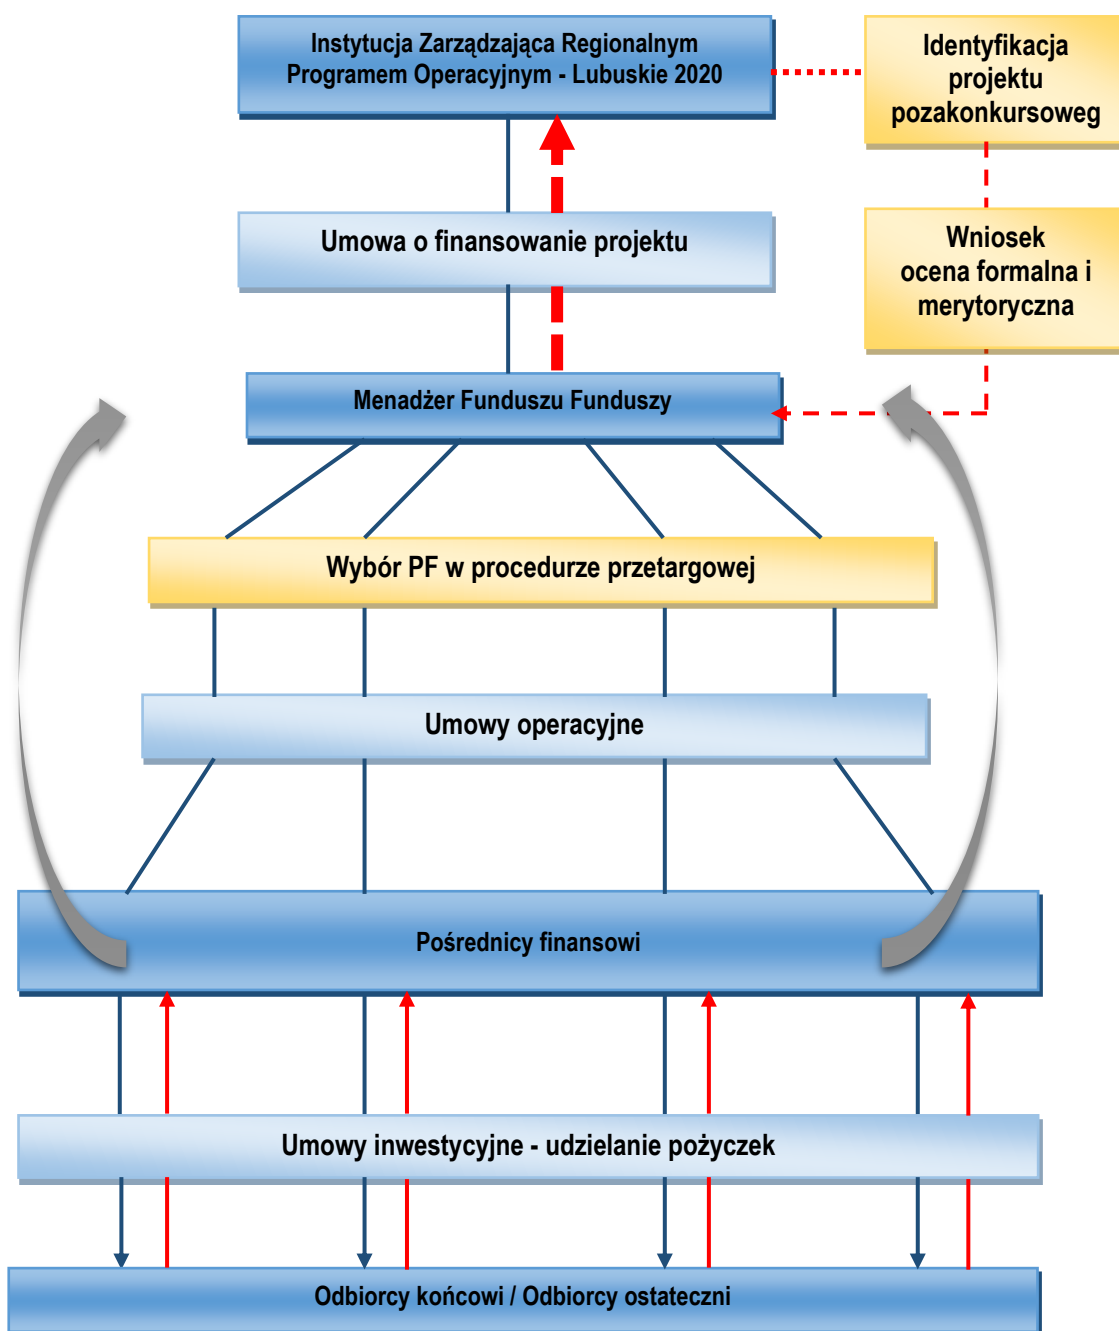 Instytucja Zarządzająca Regionalnym
Programem Operacyjnym - Lubuskie 2020
Identyfikacja
projektu
pozakonkursoweg
Umowa o finansowanie projektu
Wniosek
ocena formalna i
merytoryczna
Menadżer Funduszu Funduszy
Wybór PF w procedurze przetargowej
Umowy operacyjne
Pośrednicy finansowi
Umowy inwestycyjne - udzielanie pożyczek
Odbiorcy końcowi / Odbiorcy ostateczni